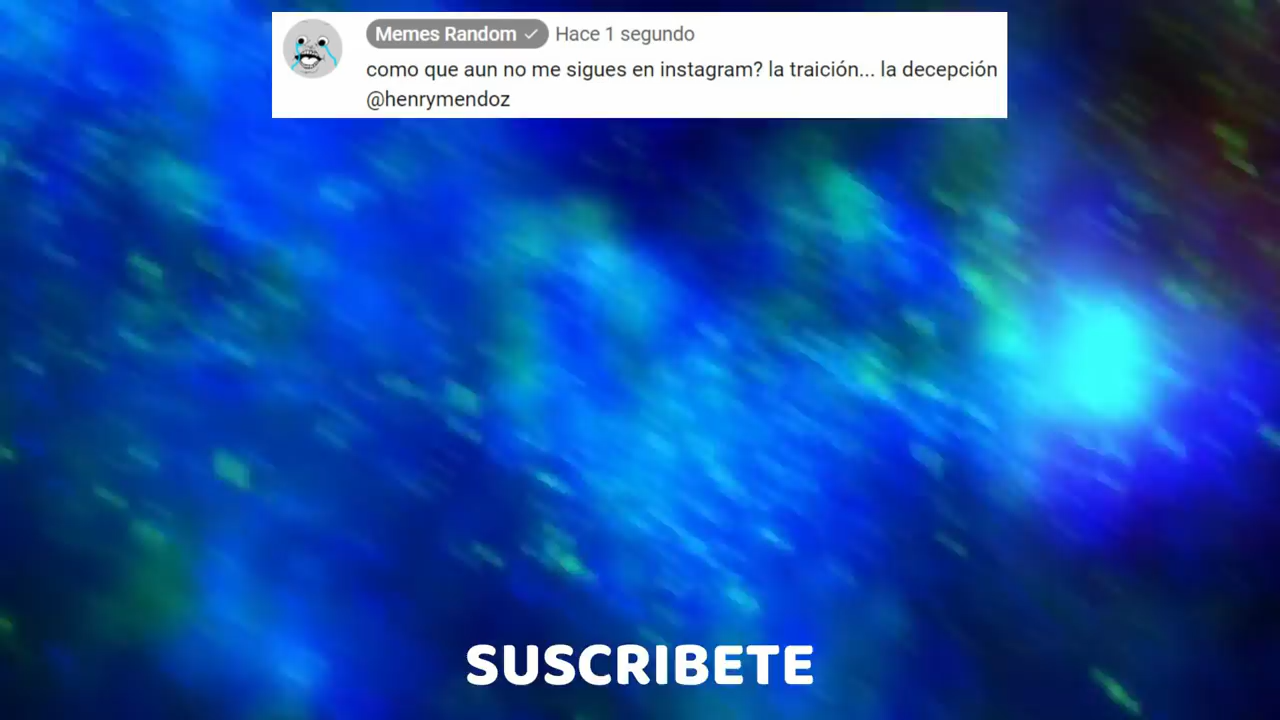 Memes Random Hace 1 segundo
como que aun no me sigues en instagram? la traición... la decepción
@henrymendoz
SUSCRIBETE